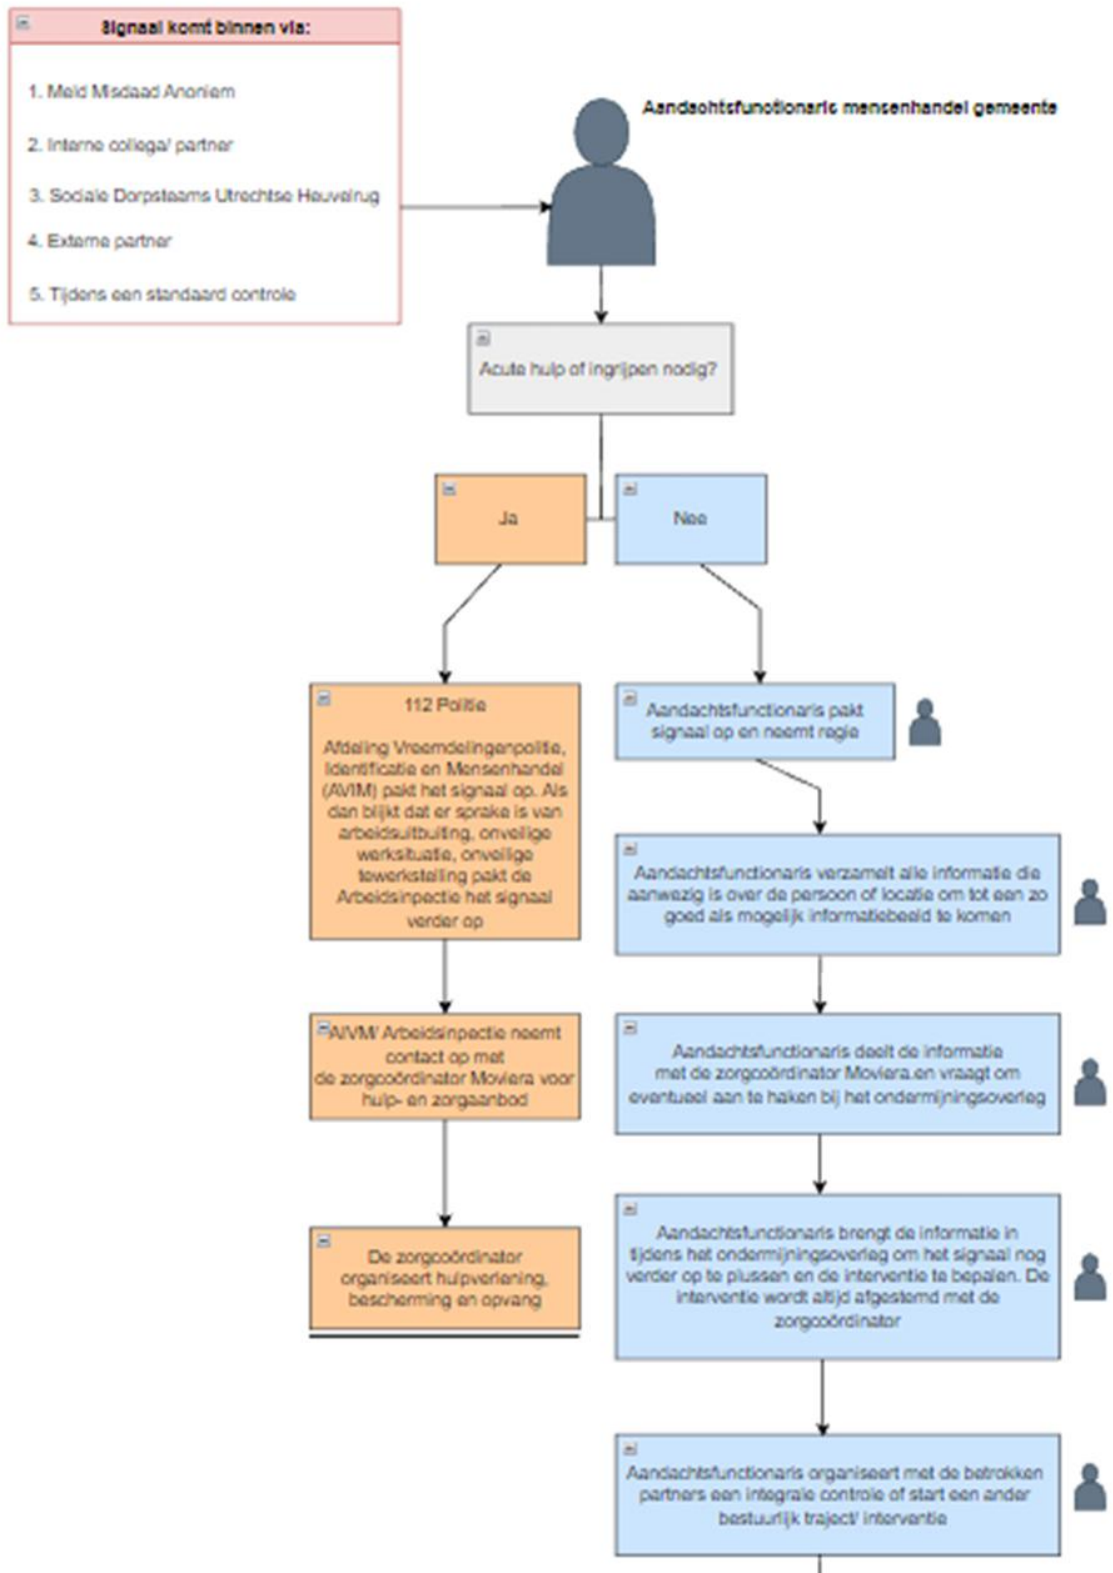 Signaal komt binnen via:
1. Meld Misdaad Anoniem
2. Interne collega/ partner
3. Sociale Dorpsteams Utrechtse Heuvelrug
4. Externe partner
5. Tijdens een standaard controle
Aandachtsfunctionaris mensenhandel gemeente
Acute hulp of ingrijpen nodig?
Ja
Nee
112 Politie
Afdeling Vreemdelingenpolitie,
Identificatie en Mensenhandel
(AVIM) pakt het signaal op. Als
dan blijkt dat er sprake is van
arbeidsuitbuiting, onveilige
werksituatie, onveilige
tewerkstelling pakt de
Arbeidsinpectie het signaal
verder op
AIVM/ Arbeidsinpectie neemt
contact op met
de zorgcoördinator Moviera voor
hulp- en zorgaanbod
De zorgcoördinator
organiseert hulpverlening,
bescherming en opvang
Aandachtsfunctionaris pakt
signaal op en neemt regie
Aandachtsfunctionaris verzamelt alle informatie die
aanwezig is over de persoon of locatie om tot een zo
goed als mogelijk informatiebeeld te komen
Aandachtsfunctionaris deelt de informatie
met de zorgcoördinator Moviera.en vraagt om
eventueel aan te haken bij het ondermijningsoverleg
Aandachtsfunctionaris brengt de informatie in
tijdens het ondermijningsoverleg om het signaal nog
verder op te plussen en de interventie te bepalen. De
interventie wordt altijd afgestemd met de
zorgcoördinator
Aandachtsfunctionaris organiseert met de betrokken
partners een integrale controle of start een ander
bestuurlijk traject/ interventie